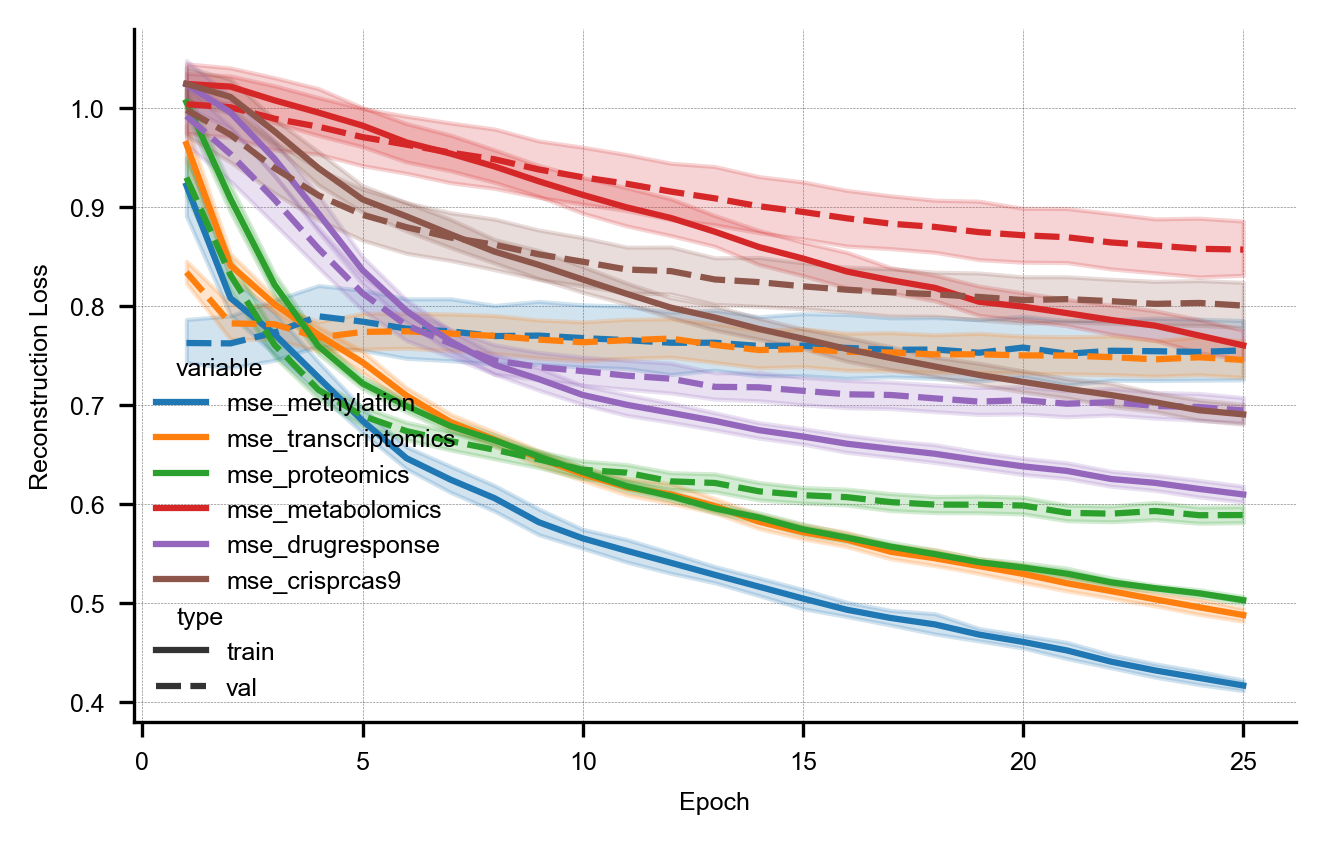 1.0
0.9
0.8
0.7
0.6
0.5
0.4
Reconstruction Loss
variable
mse_methylation
mse_transcriptomics
mse_proteomics
mse_metabolomics
mse_drugresponse
mse_crisprcas9
type
train
val
0 5 10 15 20 25
Epoch